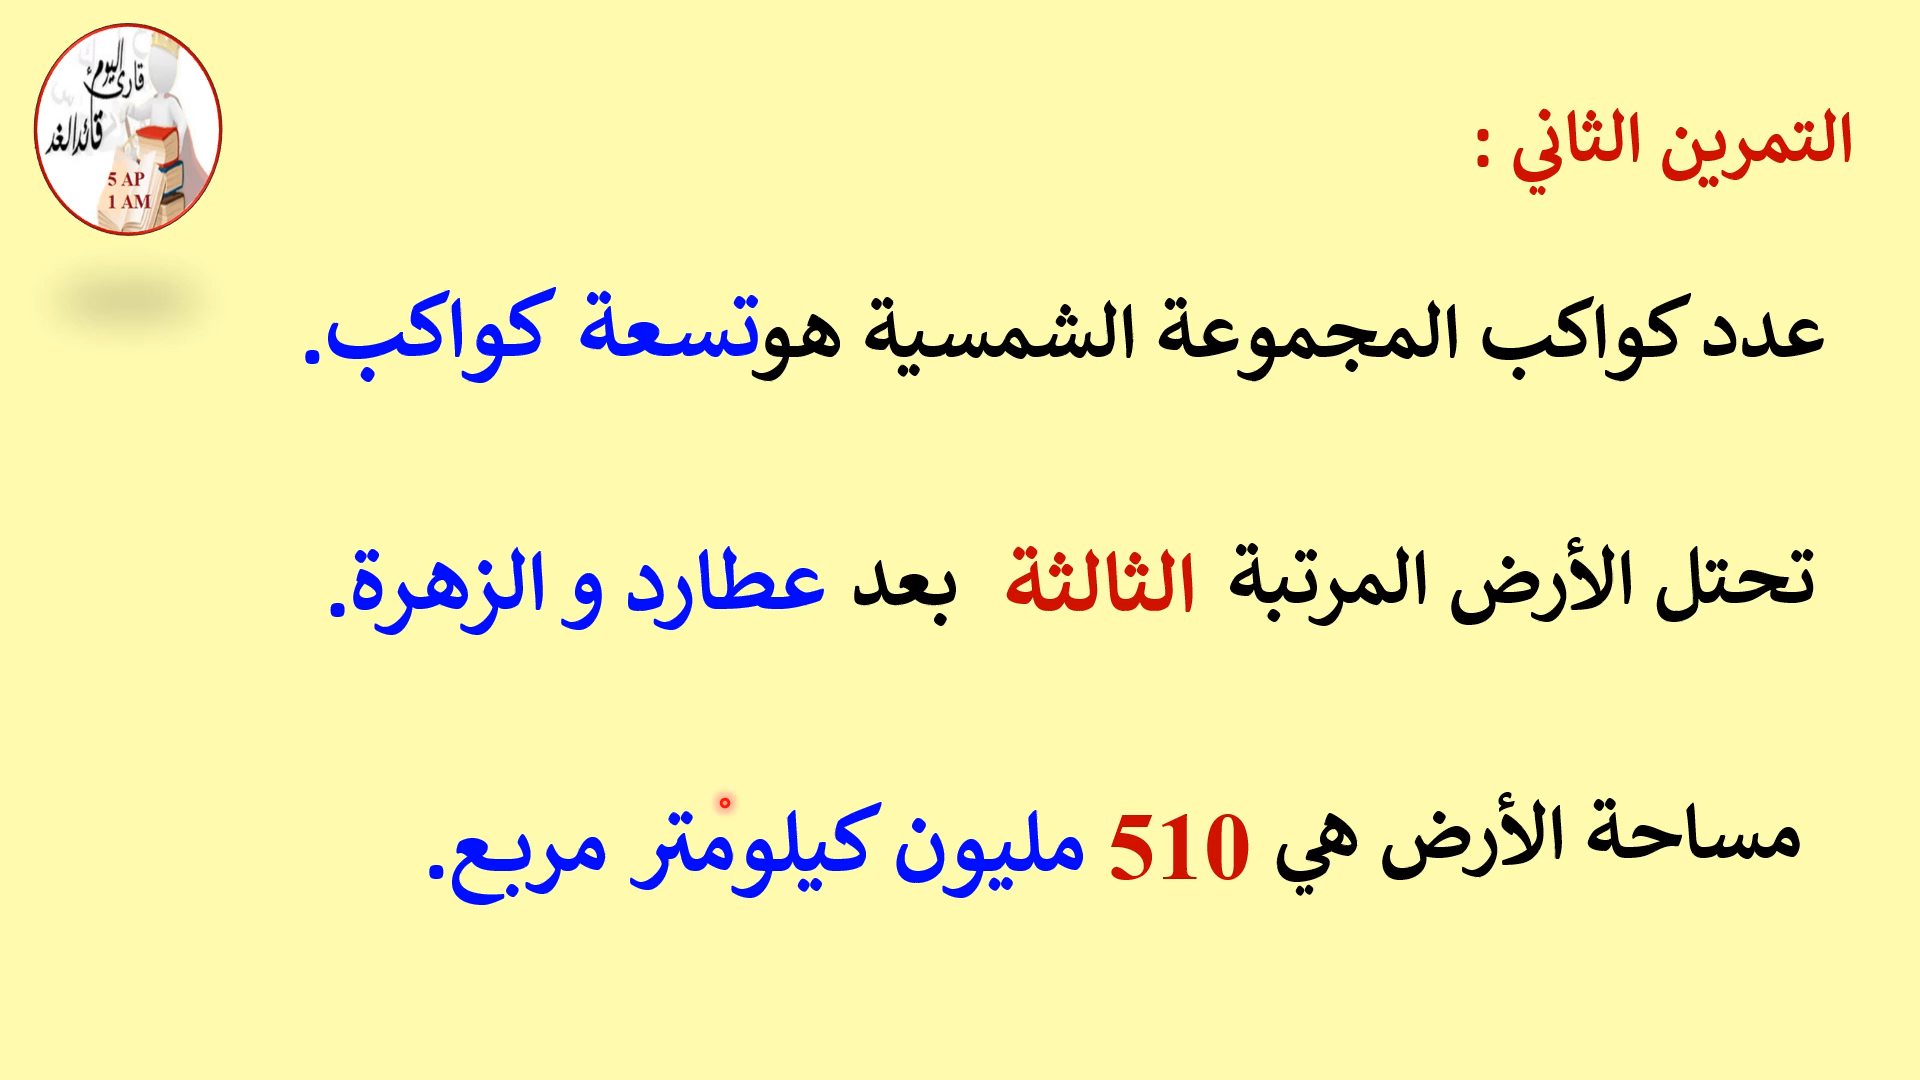 قارئ اليوم
قائد الغد
5 AP
1 AM
التمرين الثاني :
عدد كواكب المجموعة الشمسية هوتسعة كواكب.
تحتل الأرض المرتبة الثالثة بعد عطارد و الزهرة.
مساحة الأرض هي 510 مليون كيلومتر مربع.